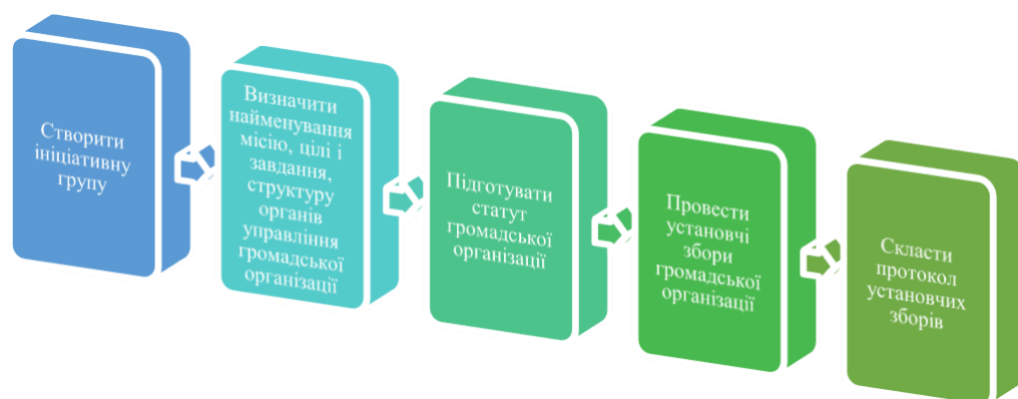 Створити
ініціативну
групу
Визначити
найменування
місію, цілі і
завдання,
структуру
органів
управління
громадської
організації
Підготувати
статут
громадської
організації
Провести
установчі
збори
громадської
організації
Скласти
протокол
установчих
зборів